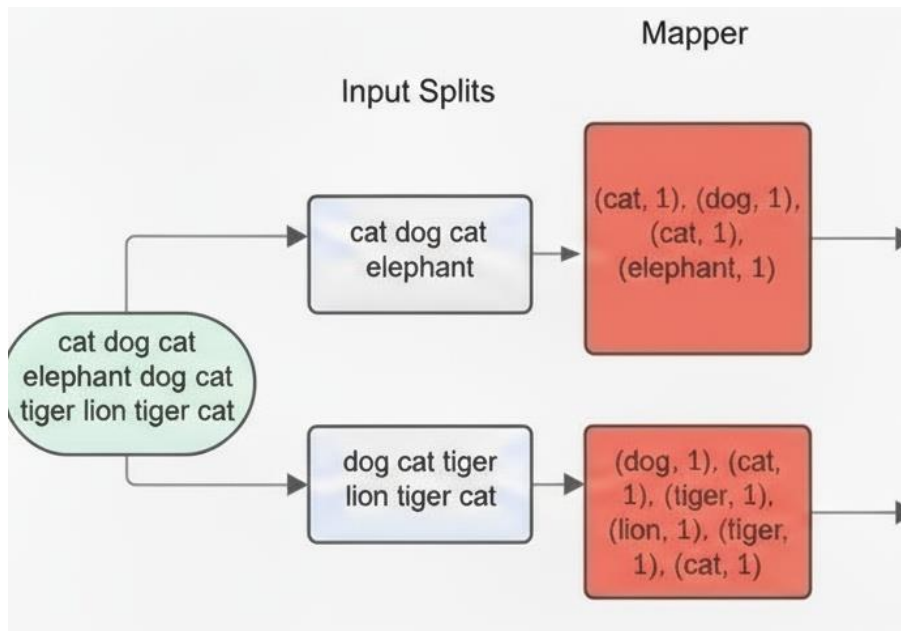 Mapper
Input Splits
cat dog cat
elephant
(cat, 1), (dog, 1),
(cat, 1),
(elephant, 1)
cat dog cat
elephant dog cat
tiger lion tiger cat
dog cat tiger
lion tiger cat
(dog, 1), (cat,
1), (tiger, 1),
(lion, 1), (tiger,
1), (cat, 1)